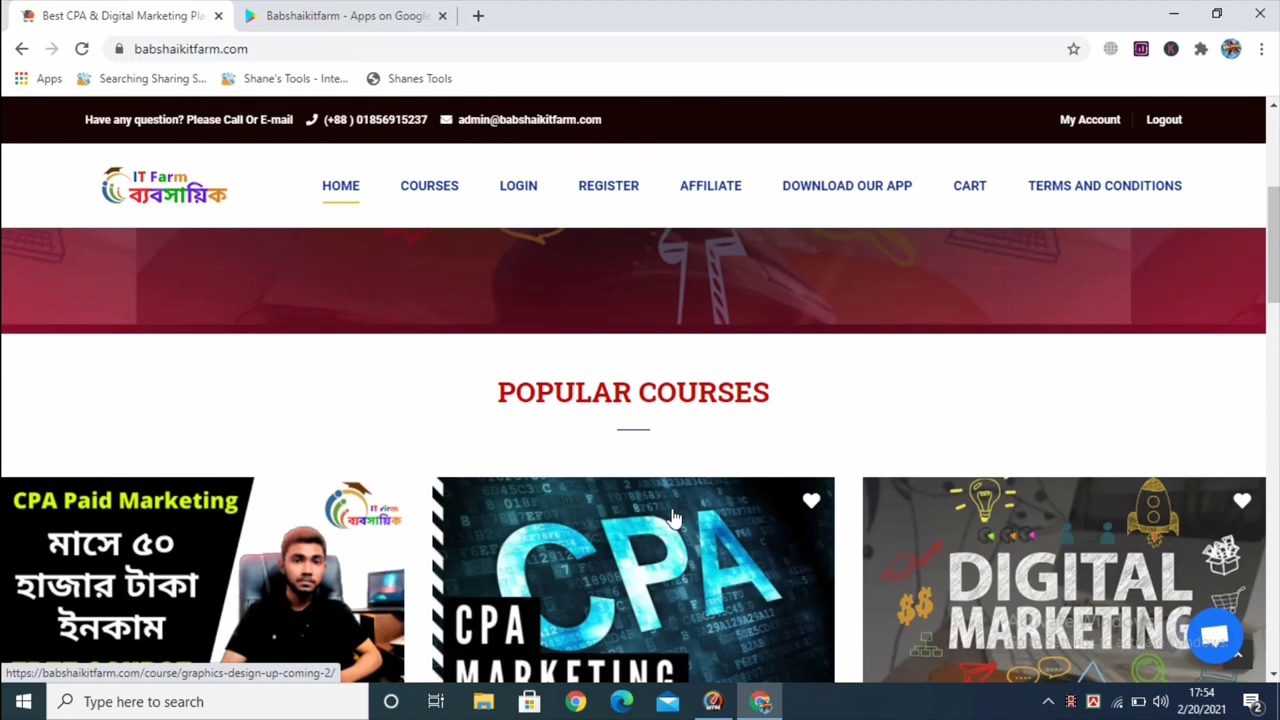 Best CPA & Digital Marketing Pla
Babshaikitfarm - Apps on Google
babshaikitfarm.com
Apps
Searching Sharing S...
Shane's Tools - Inte...
Shanes Tools
Have any question? Please Call Or E-mail
(+88 ) 01856915237
admin@babshaikitfarm.com
My Account
Logout
IT Farm
ব্যবসায়িক
HOME
COURSES
LOGIN
REGISTER
AFFILIATE
DOWNLOAD OUR APP
CART
TERMS AND CONDITIONS
POPULAR COURSES
CPA Paid Marketing
মাসে ৫০
হাজার টাকা
ইনকাম
IT Firm
ব্যবসায়িক
CPA
CPA
MARKETING
DIGITAL
MARKETING
https://babshaikitfarm.com/course/graphics-design-up-coming-2/
Type here to search
17:54
2/20/2021
2